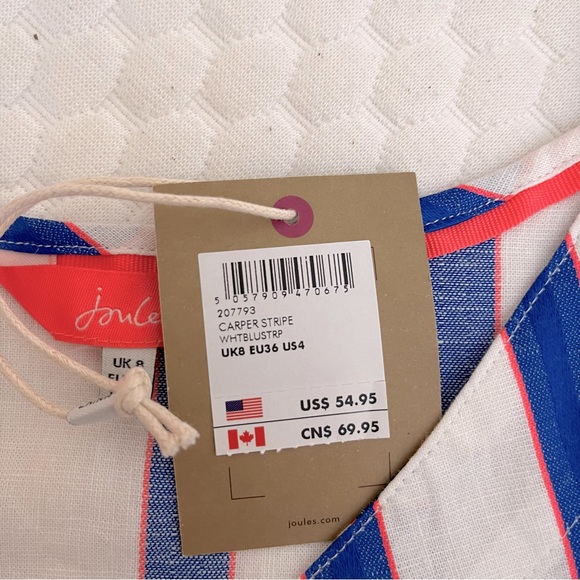 5 057909 470675
207793
CARPER STRIPE
WHTBLUSTRP
UK8 EU36 US4
US$ 54.95
CN$ 69.95
joules.com
joules
UK 8